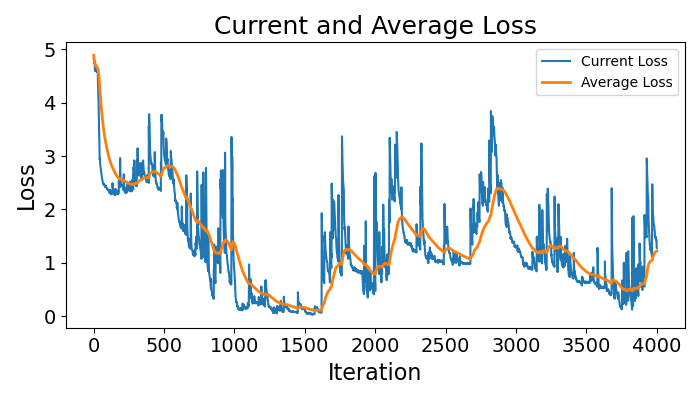 Current and Average Loss
Current Loss
Average Loss
Loss
5
4
3
2
1
0
0 500 1000 1500 2000 2500 3000 3500 4000
Iteration